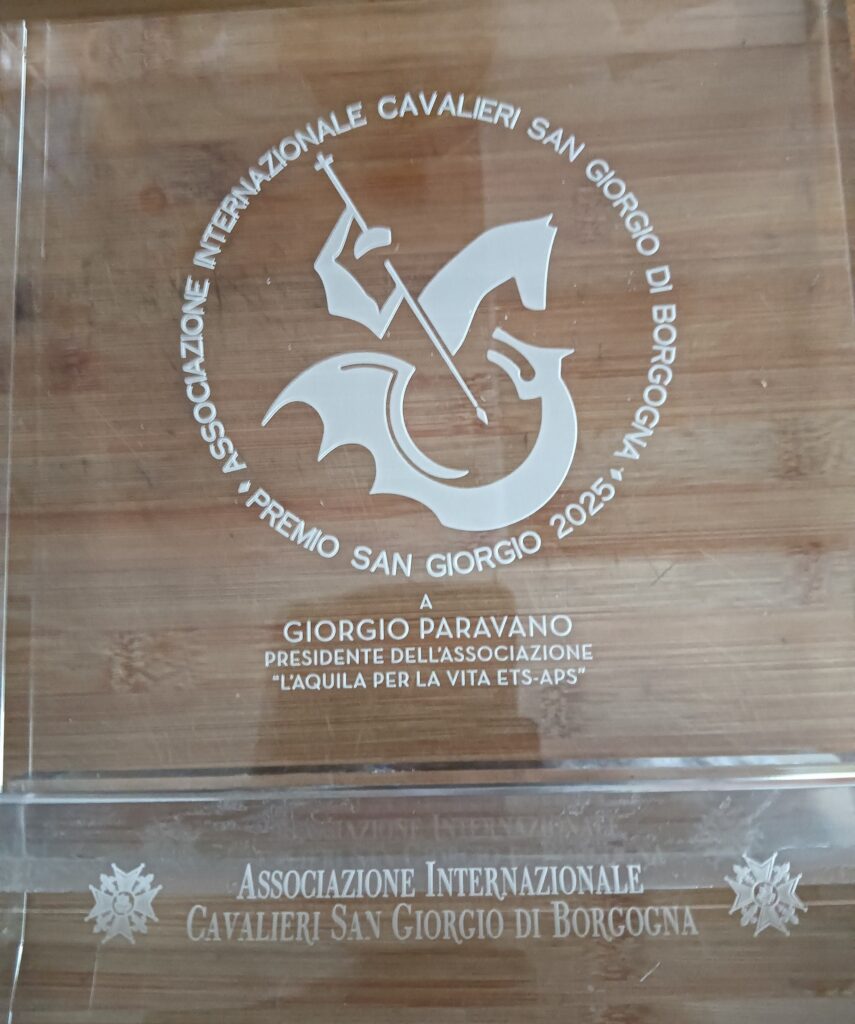 ASSOCIAZIONE INTERNAZIONALE CAVALIERI SAN GIORGIO DI BORGOGNA
PREMIO SAN GIORGIO 2025
A
GIORGIO PARAVANO
PRESIDENTE DELL'ASSOCIAZIONE
"L'AQUILA PER LA VITA ETS-APS"
ASSOCIAZIONE INTERNAZIONALE
CAVALIERI SAN GIORGIO DI BORGOGNA